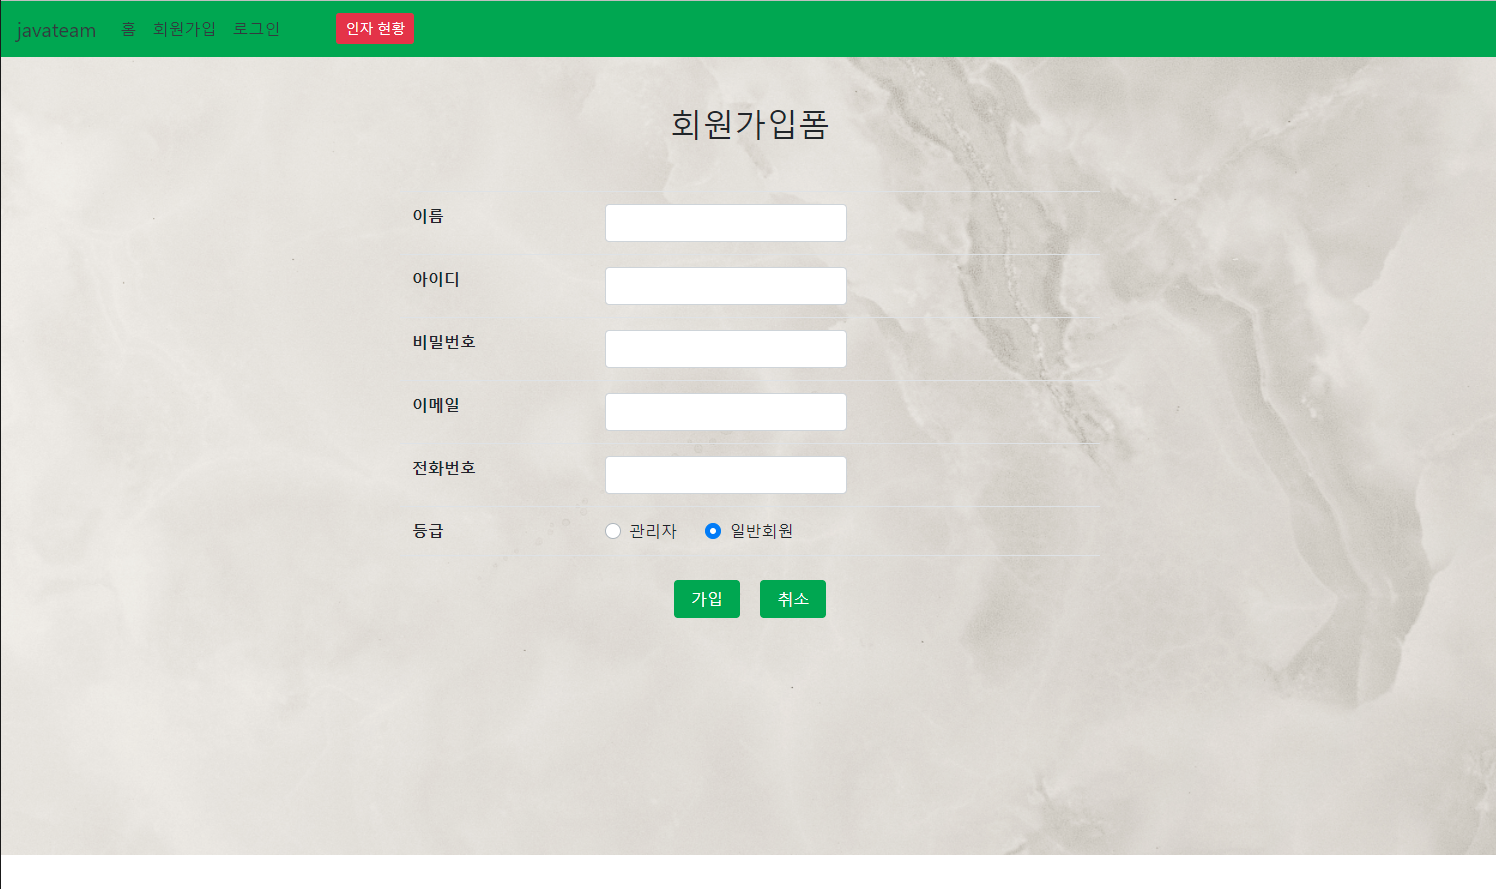 javateam 홈 회원가입 로그인 인자 현황
회원가입폼
이름
아이디
비밀번호
이메일
전화번호
등급 관리자 일반회원
가입 취소